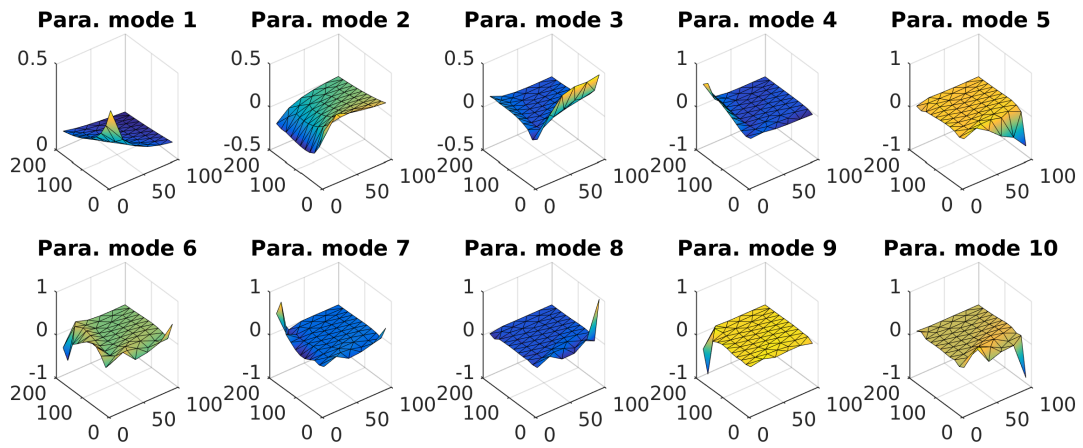 Para. mode 1 Para. mode 2 Para. mode 3 Para. mode 4 Para. mode 5
0.5 0.5 0.5 1 1
0 0 0 0
0 -0.5 -0.5 -1 -1
200 200 200 200 200
100 100 100 100 100
0 0 50 100 0 0 50 100 0 0 50 100 0 0 50 100 0 0 50 100
Para. mode 6 Para. mode 7 Para. mode 8 Para. mode 9 Para. mode 10
1 1 1 1 1
0 0 0 0 0
-1 -1 -1 -1 -1
200 200 200 200 200
100 100 100 100 100
0 0 50 100 0 0 50 100 0 0 50 100 0 0 50 100 0 0 50 100